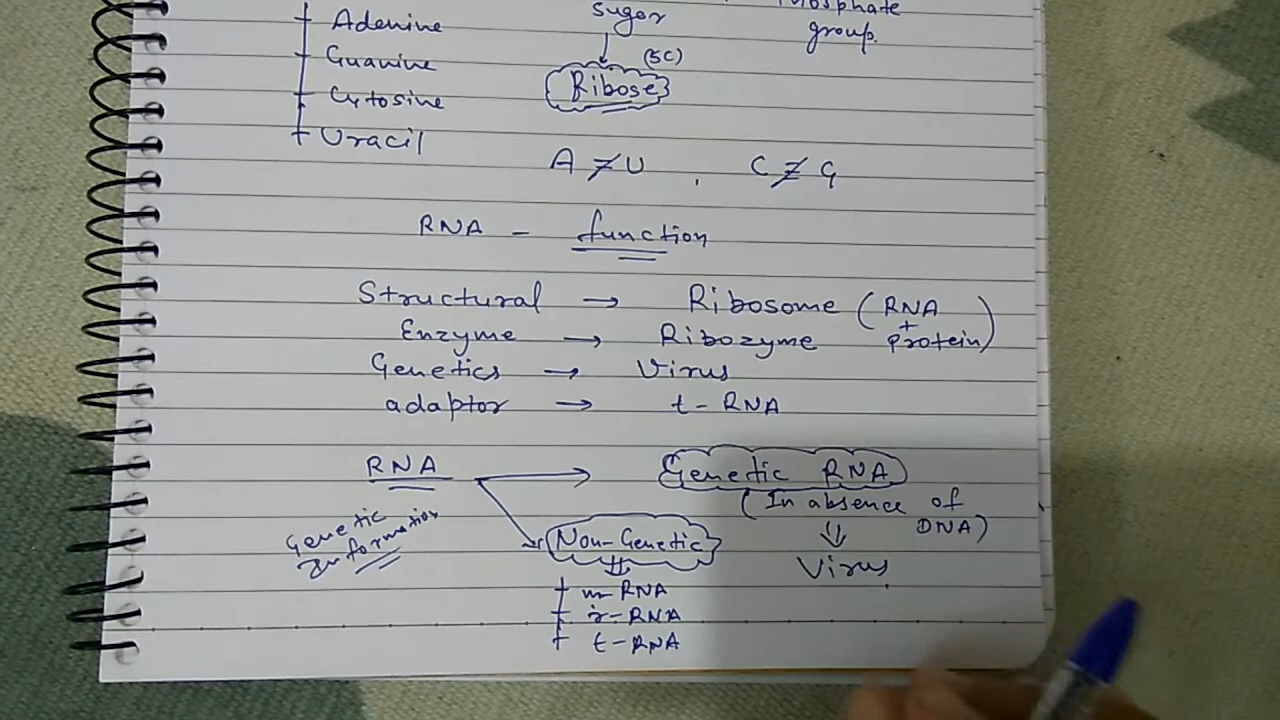 Adenine
Guanine
Cytosine
Uracil
sugar
(5C)
Ribose
Phosphate
group.
A ≠ U , C ≠ G
RNA - function
Structural → Ribosome (RNA + protein)
Enzyme → Ribozyme
Genetics → Virus
adaptor → t-RNA
RNA → Genetic RNA
(In absence of DNA)
⇓
Virus
Genetic
Information
Non-Genetic
⇓
m-RNA
r-RNA
t-RNA